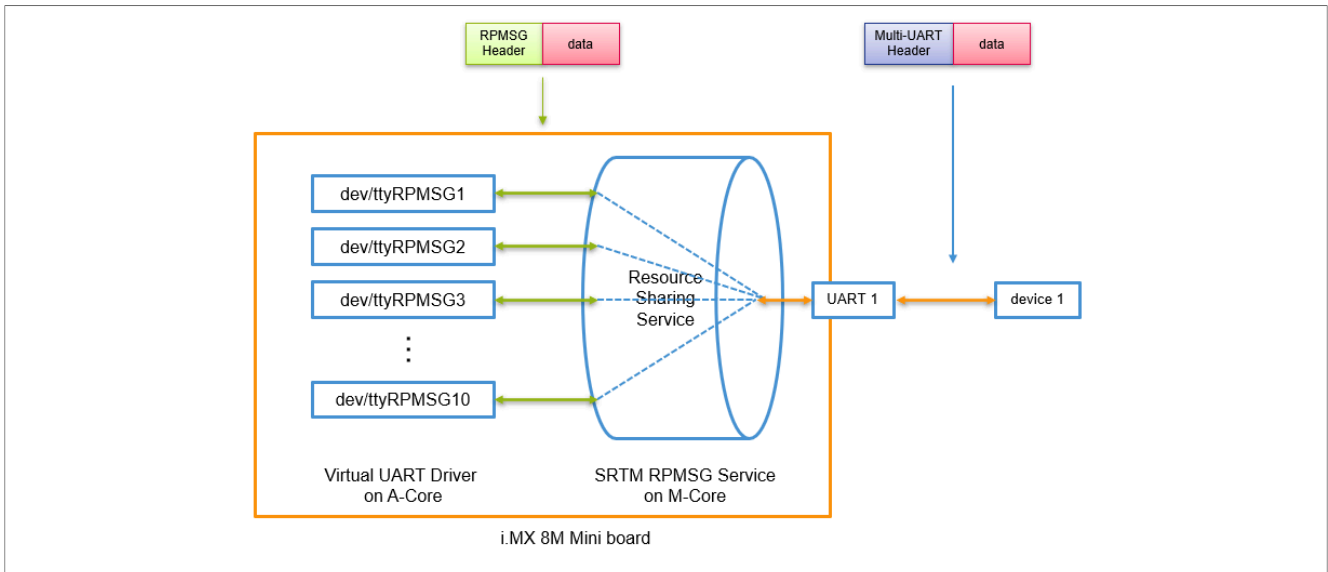 RPMSG
Header
data
Multi-UART
Header
data
dev/ttyRPMSG1
dev/ttyRPMSG2
dev/ttyRPMSG3
dev/ttyRPMSG10
Resource
Sharing
Service
UART 1
device 1
Virtual UART Driver
on A-Core
SRTM RPMSG Service
on M-Core
i.MX 8M Mini board